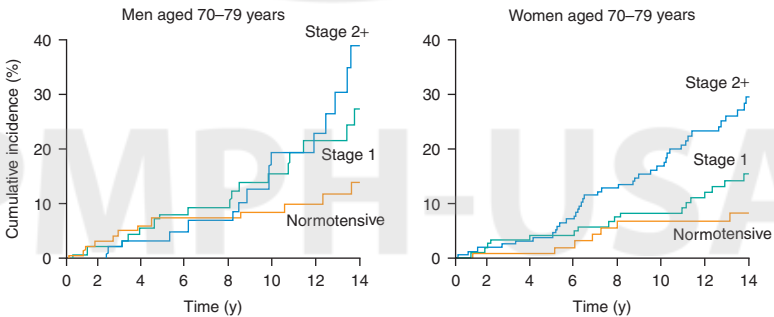 Men aged 70–79 years
Cumulative incidence (%)
40
30
20
10
0
Stage 2+
Stage 1
Normotensive
0 2 4 6 8 10 12 14
Time (y)
Women aged 70–79 years
40
30
20
10
0
Stage 2+
Stage 1
Normotensive
0 2 4 6 8 10 12 14
Time (y)
PMPH-USA